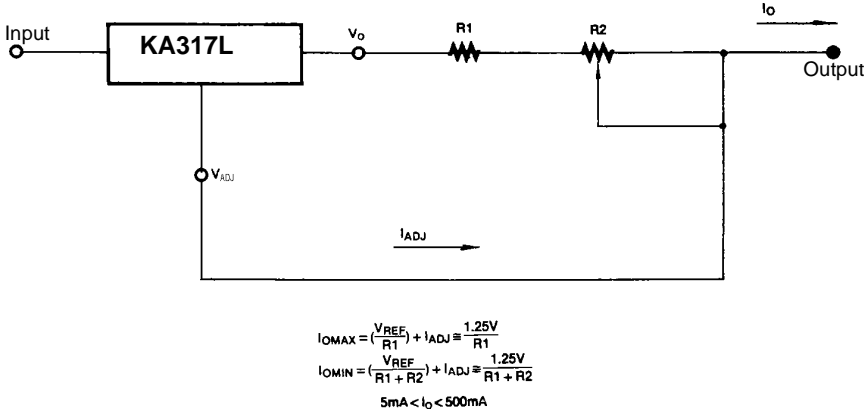 Input
KA317L
Vo
R1
R2
Io
Output
VADJ
IADJ
IOMAX = (VREF/R1) + IADJ ≅ 1.25V/R1
IOMIN = (VREF/R1 + R2) + IADJ ≅ 1.25V/R1 + R2
5mA < Io < 500mA